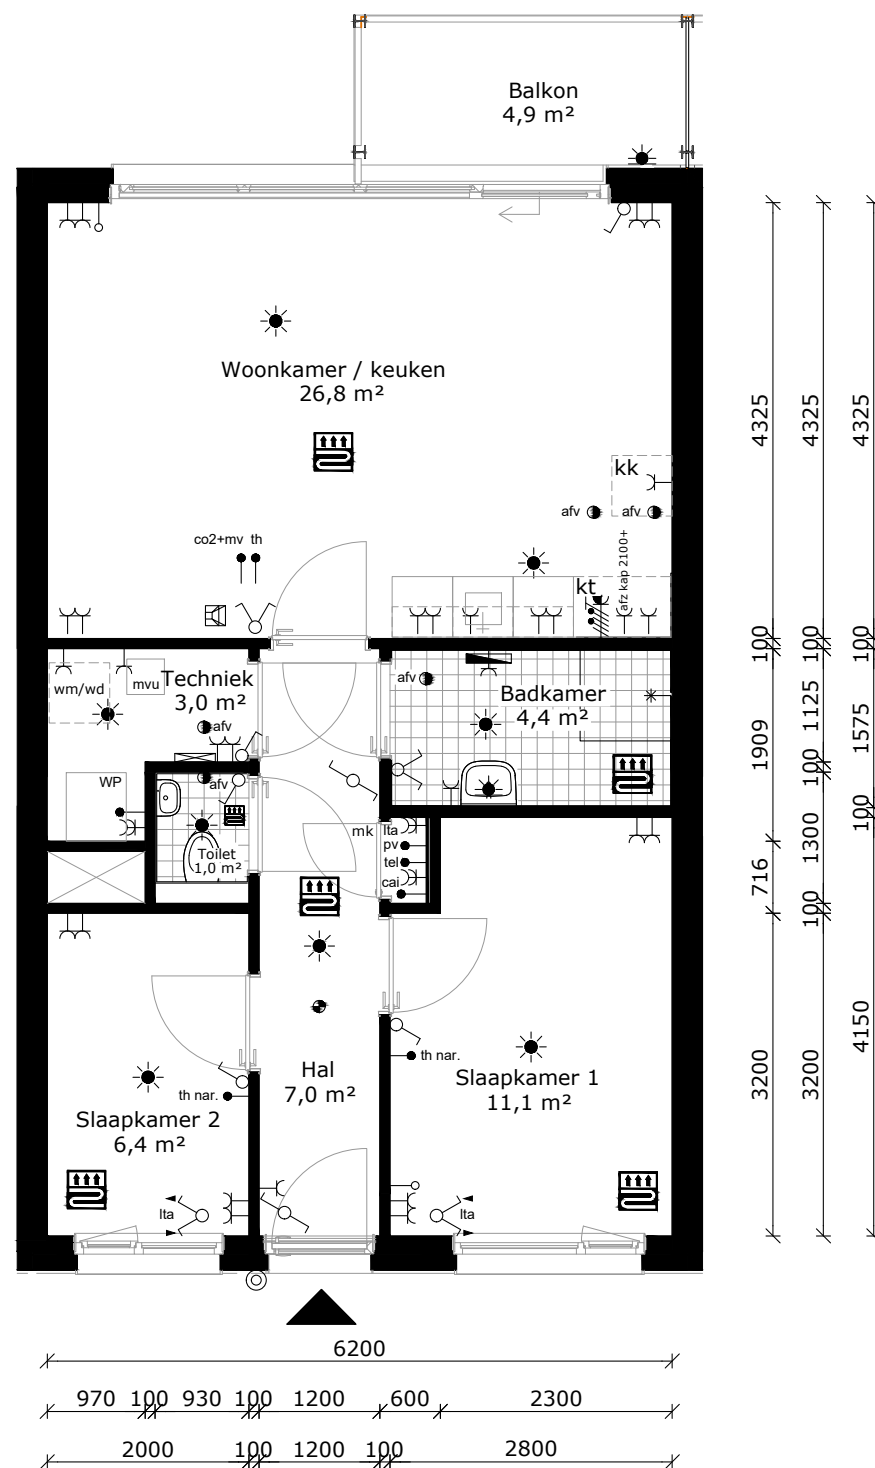 Balkon
4,9 m²
Woonkamer / keuken
26,8 m²
kk
afv
afv
afz kap 2100+
co2+mv th
kt
Techniek
3,0 m²
wm/wd
mvu
afv
WP
afv
Toilet
1,0 m²
afv
Badkamer
4,4 m²
mk
lta
pv
tel
cai
Hal
7,0 m²
th nar.
Slaapkamer 1
11,1 m²
th nar.
Slaapkamer 2
6,4 m²
lta
lta
4325
100
1909
716
3200
4325
100
1125
100
1300
100
3200
4325
100
1575
100
4150
6200
970 100 930 100 1200 600 2300
2000 100 1200 100 2800